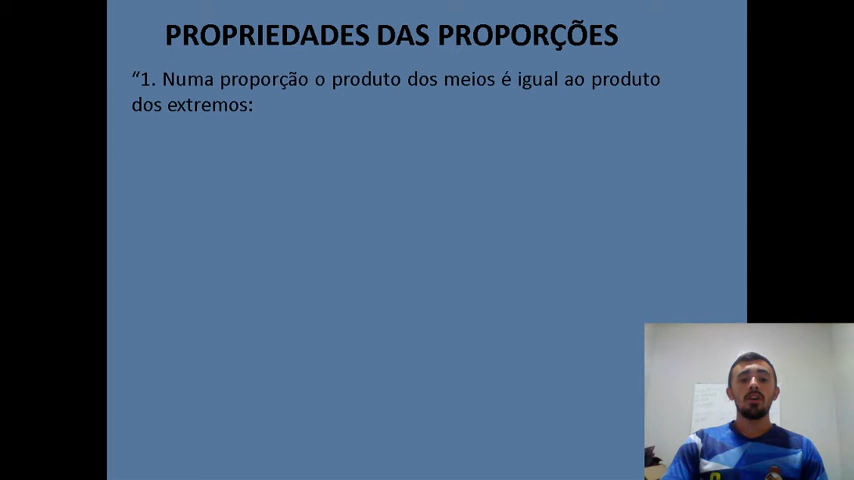 PROPRIEDADES DAS PROPORÇÕES
“1. Numa proporção o produto dos meios é igual ao produto
dos extremos: